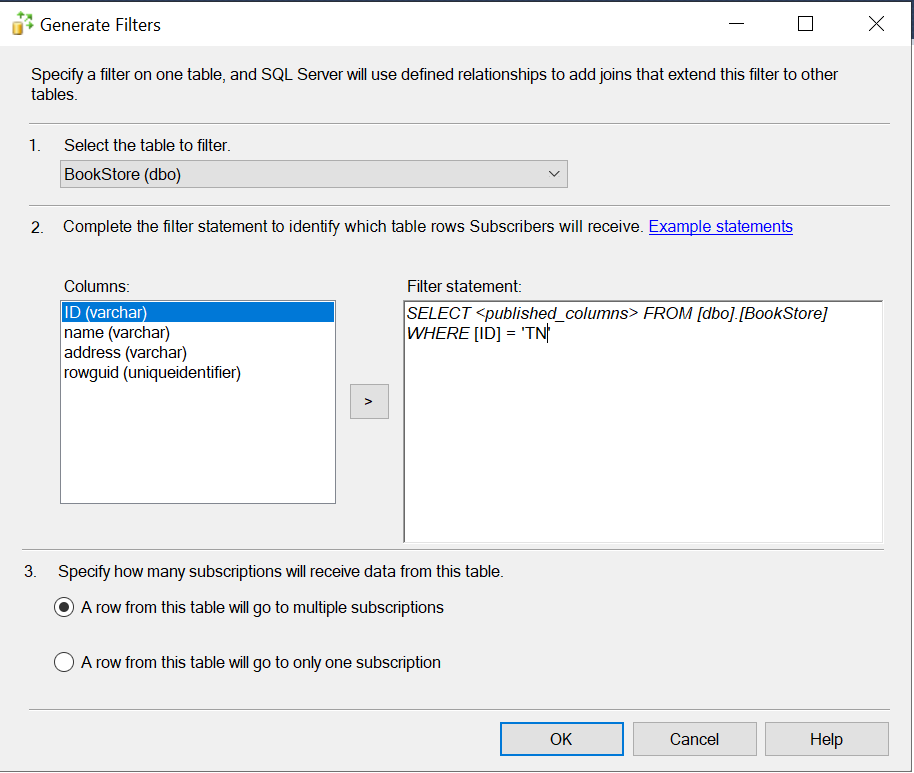 Generate Filters
Specify a filter on one table, and SQL Server will use defined relationships to add joins that extend this filter to other
tables.
1. Select the table to filter.
BookStore (dbo)
2. Complete the filter statement to identify which table rows Subscribers will receive. Example statements
Columns:
ID (varchar)
name (varchar)
address (varchar)
rowguid (uniqueidentifier)
>
Filter statement:
SELECT <published_columns> FROM [dbo].[BookStore]
WHERE [ID] = 'TN'
3. Specify how many subscriptions will receive data from this table.
A row from this table will go to multiple subscriptions
A row from this table will go to only one subscription
OK Cancel Help